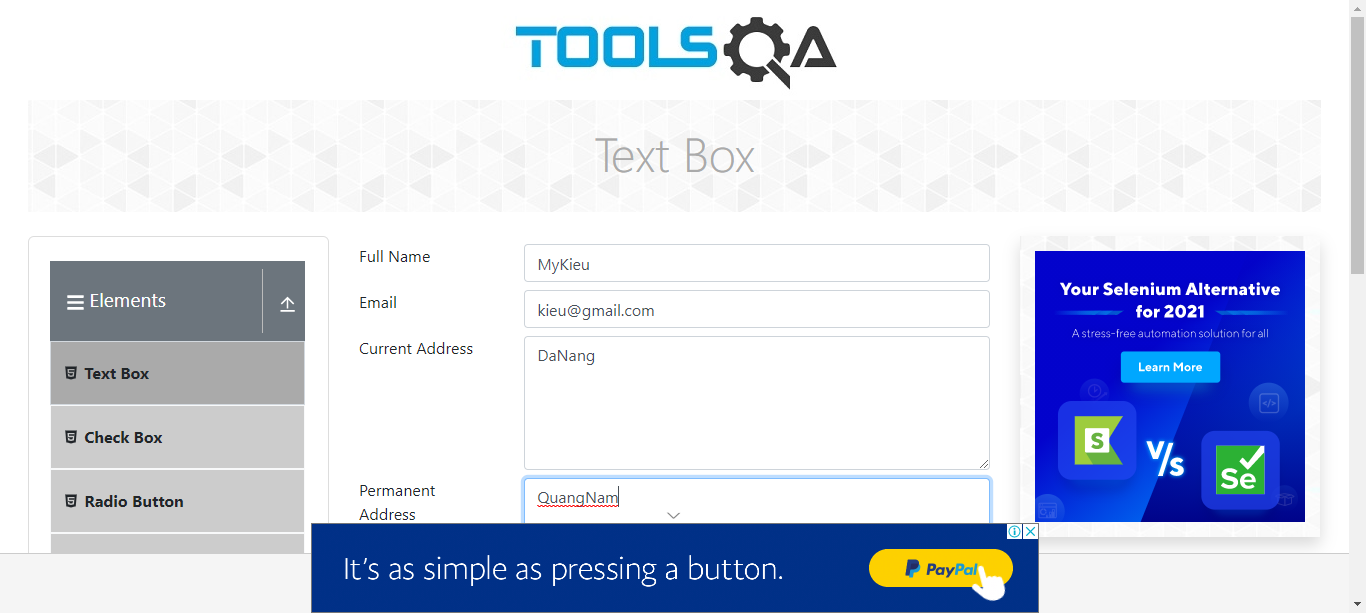 TOOLSQA
Text Box
Elements
Text Box
Check Box
Radio Button
Full Name
MyKieu
Email
kieu@gmail.com
Current Address
DaNang
Permanent
Address
QuangNam
Your Selenium Alternative
for 2021
A stress-free automation solution for all
Learn More
S
V/s
Se
It's as simple as pressing a button.
PayPal